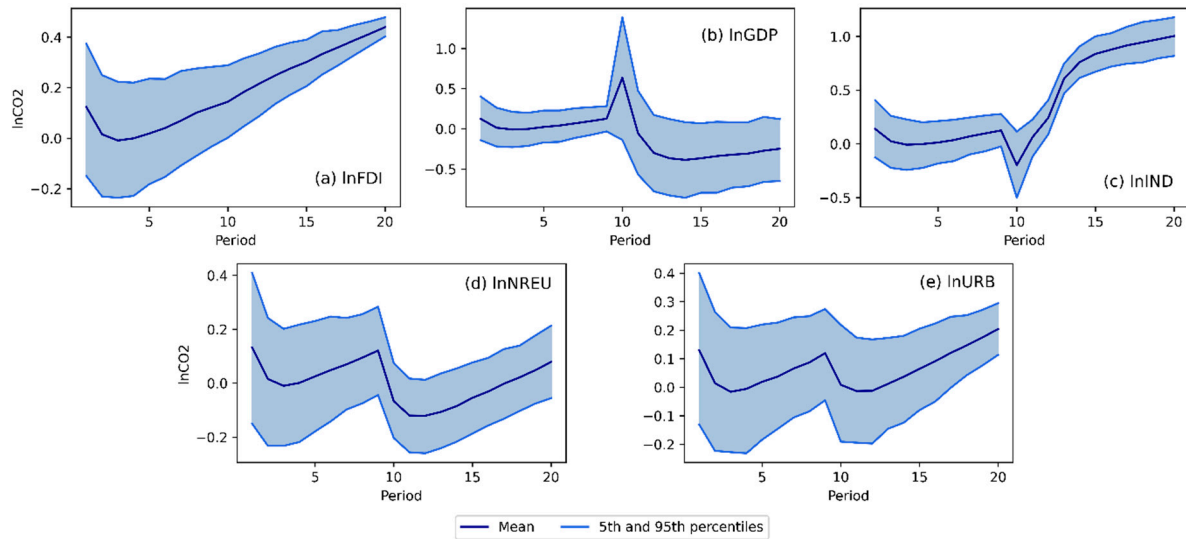 0.4
0.2
0.0
−0.2
lnCO2
(a) lnFDI
5 10 15 20
Period
1.0
0.5
0.0
−0.5
(b) lnGDP
5 10 15 20
Period
1.0
0.5
0.0
−0.5
(c) lnIND
5 10 15 20
Period
0.4
0.2
0.0
−0.2
lnCO2
(d) lnNREU
5 10 15 20
Period
0.4
0.3
0.2
0.1
0.0
−0.1
−0.2
(e) lnURB
5 10 15 20
Period
Mean 5th and 95th percentiles